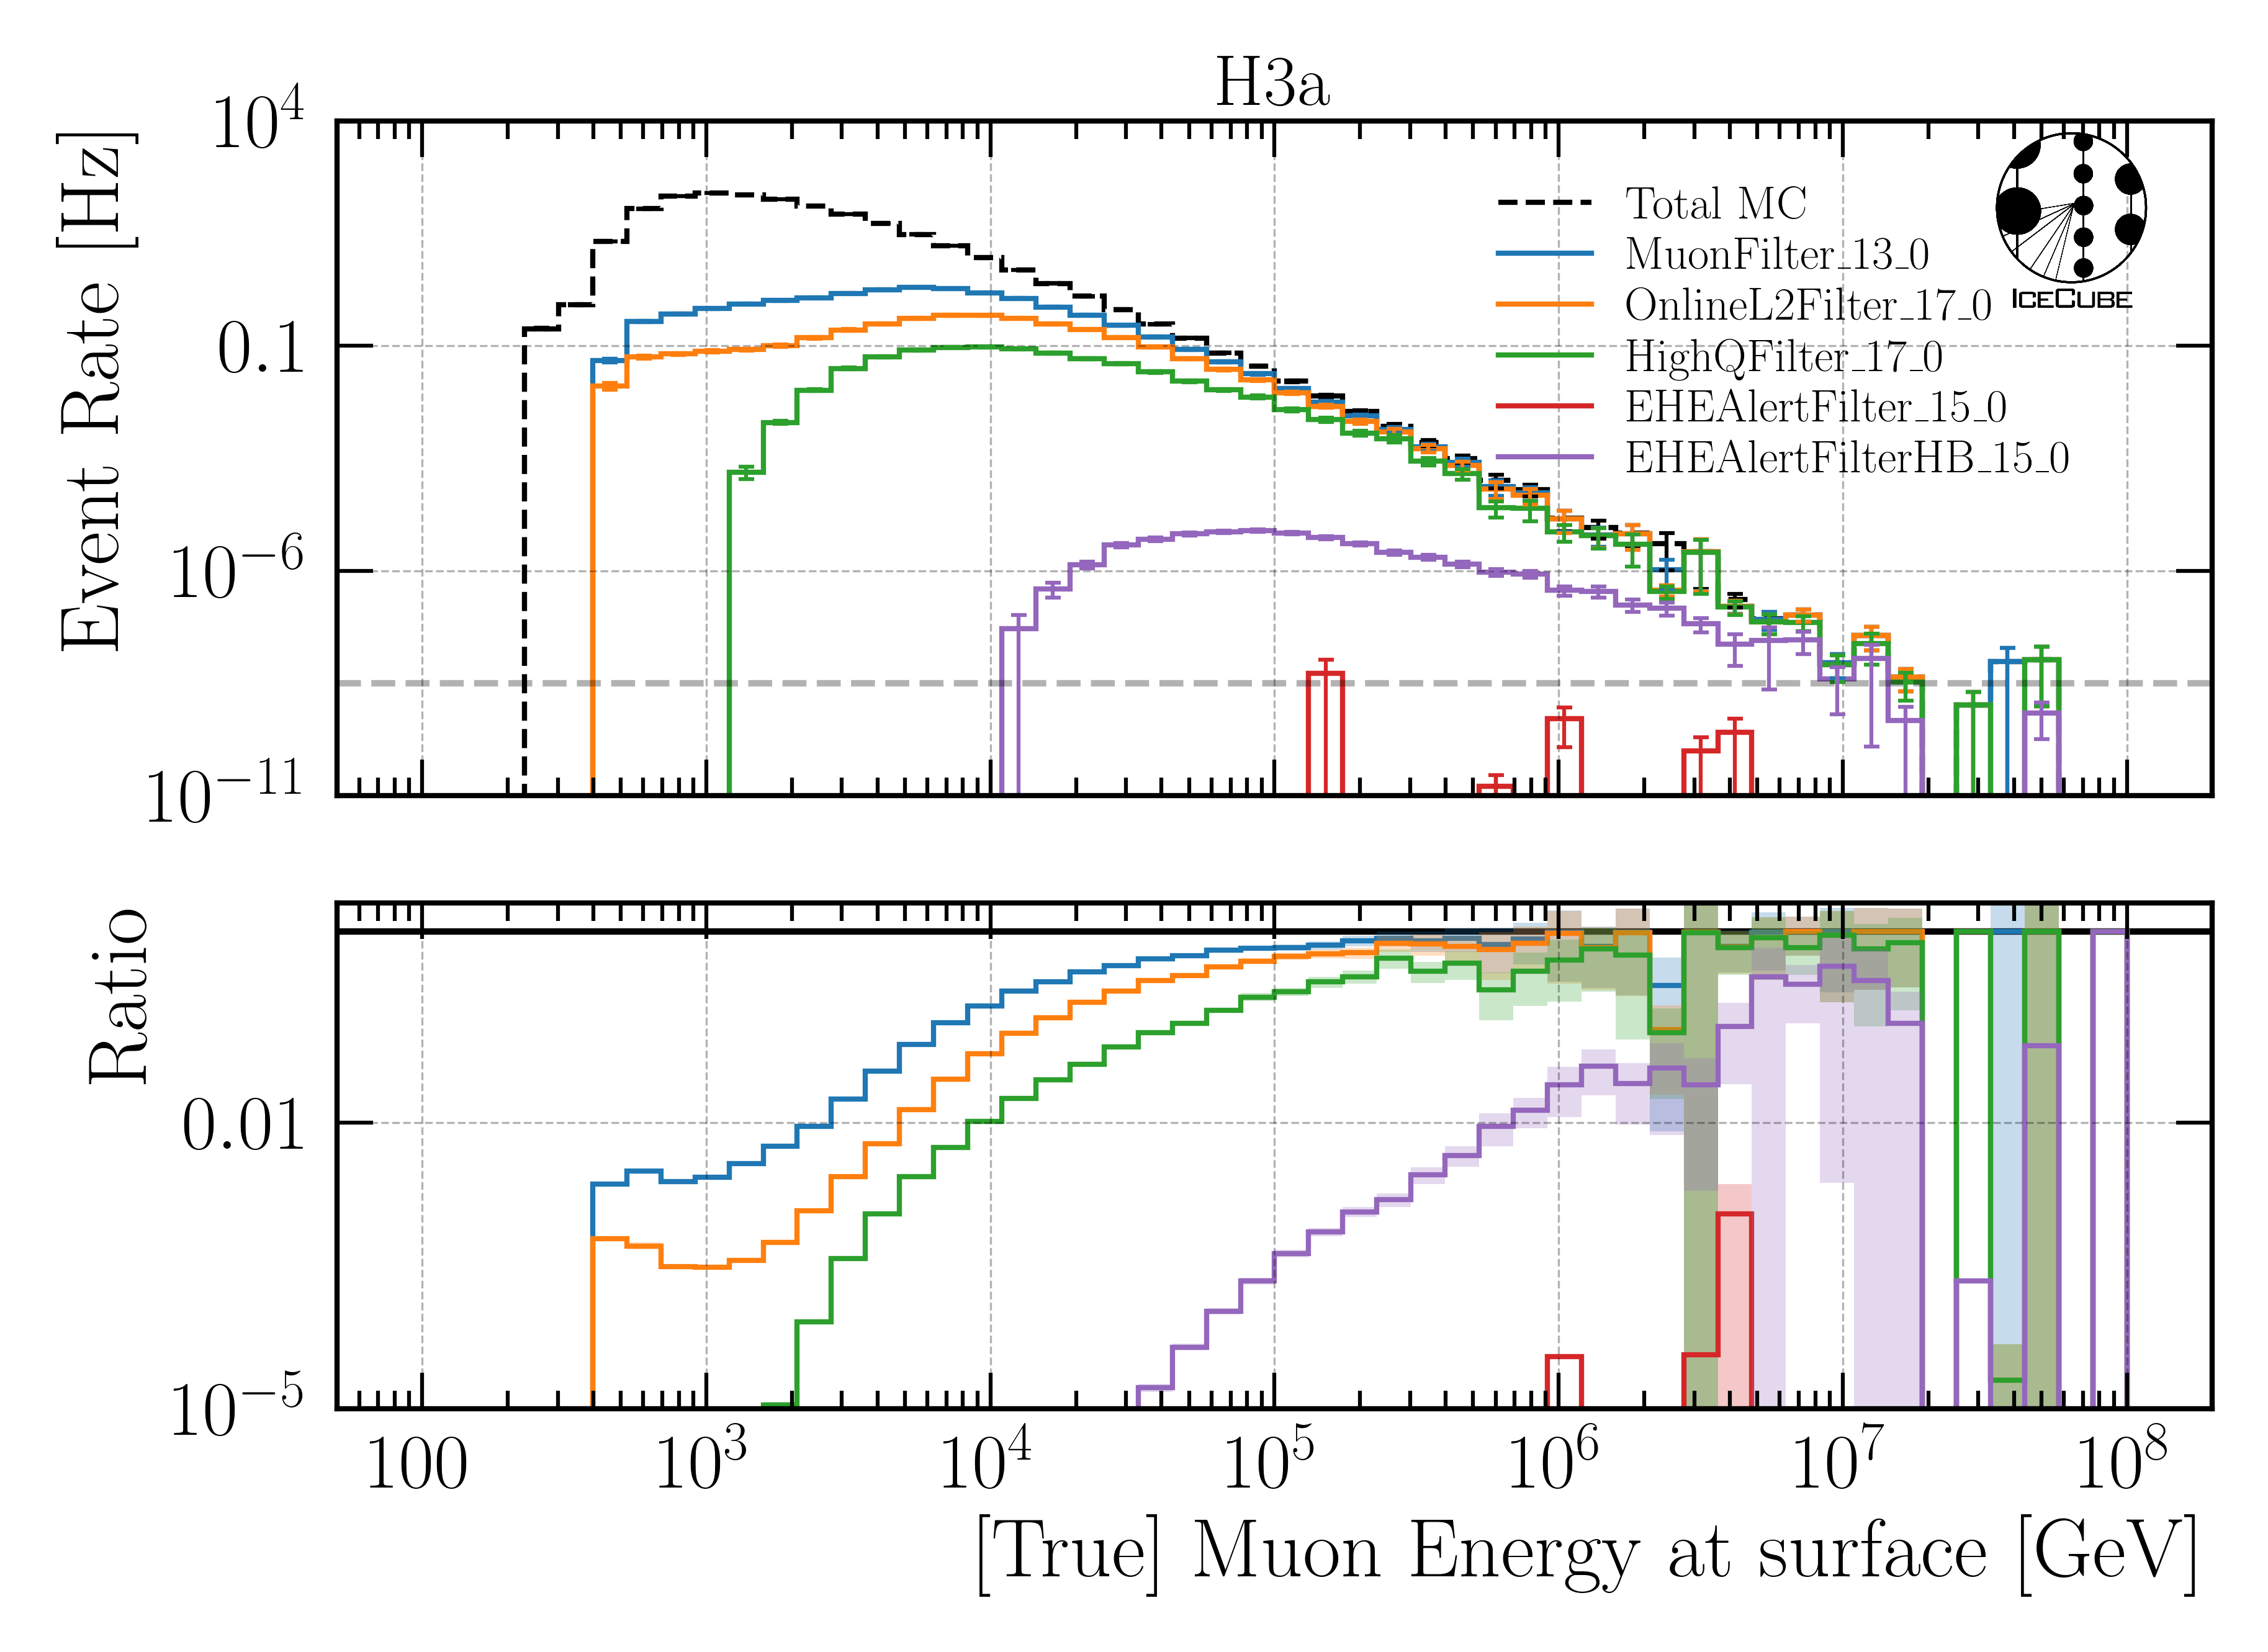 H3a
10⁴
0.1
10⁻⁶
10⁻¹¹
Event Rate [Hz]
Total MC
MuonFilter_13_0
OnlineL2Filter_17_0
HighQFilter_17_0
EHEAlertFilter_15_0
EHEAlertFilterHB_15_0
ICECUBE
Ratio
0.01
10⁻⁵
100 10³ 10⁴ 10⁵ 10⁶ 10⁷ 10⁸
[True] Muon Energy at surface [GeV]